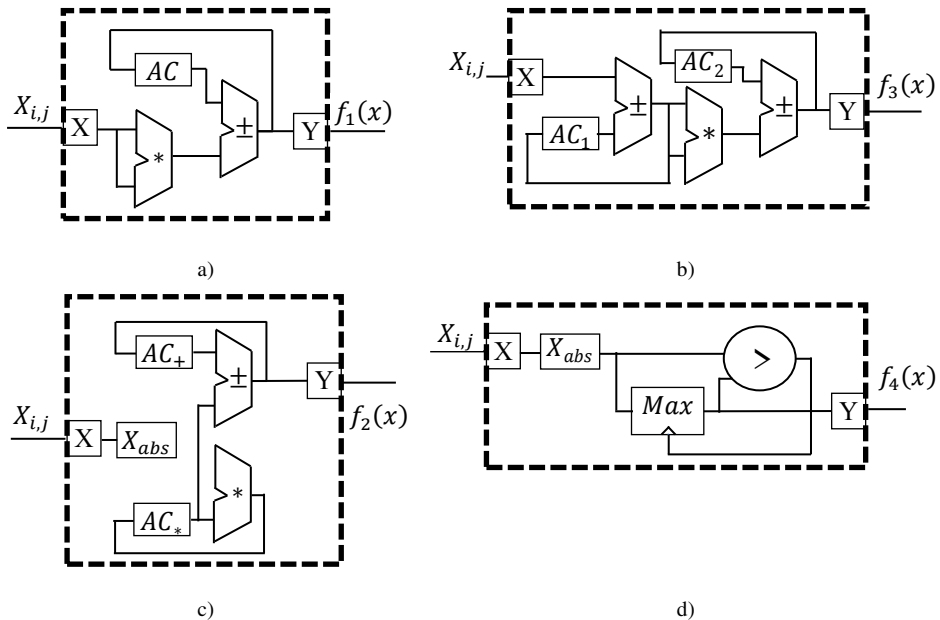 X_{i,j} X AC * ± Y f_1(x)
a)
X_{i,j} X AC_1 ± * AC_2 ± Y f_3(x)
b)
X_{i,j} X X_{abs} AC_+ ± AC_* * Y f_2(x)
c)
X_{i,j} X X_{abs} Max > Y f_4(x)
d)